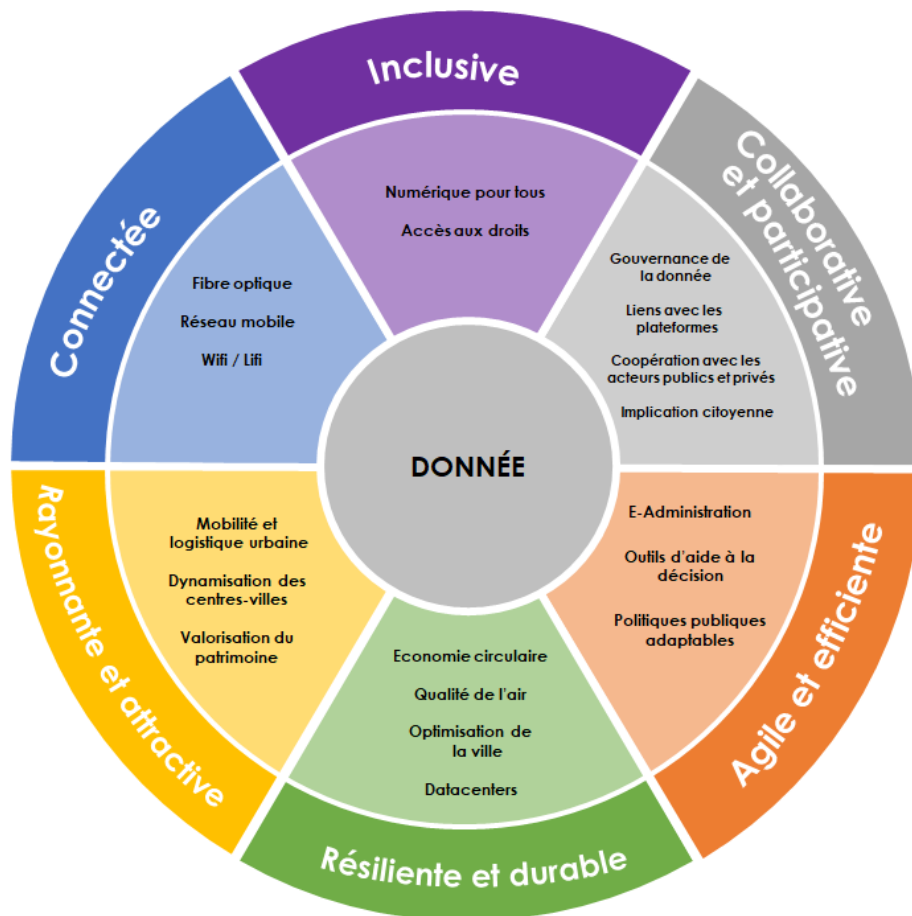 Inclusive
Numérique pour tous
Accès aux droits
Collaborative
et participative
Gouvernance de
la donnée
Liens avec les
plateformes
Coopération avec les
acteurs publics et privés
Implication citoyenne
Agile et efficiente
E-Administration
Outils d'aide à la
décision
Politiques publiques
adaptables
Résiliente et durable
Economie circulaire
Qualité de l'air
Optimisation de
la ville
Datacenters
Rayonnante et attractive
Mobilité et
logistique urbaine
Dynamisation des
centres-villes
Valorisation du
patrimoine
Connectée
Fibre optique
Réseau mobile
Wifi / Lifi
DONNÉE